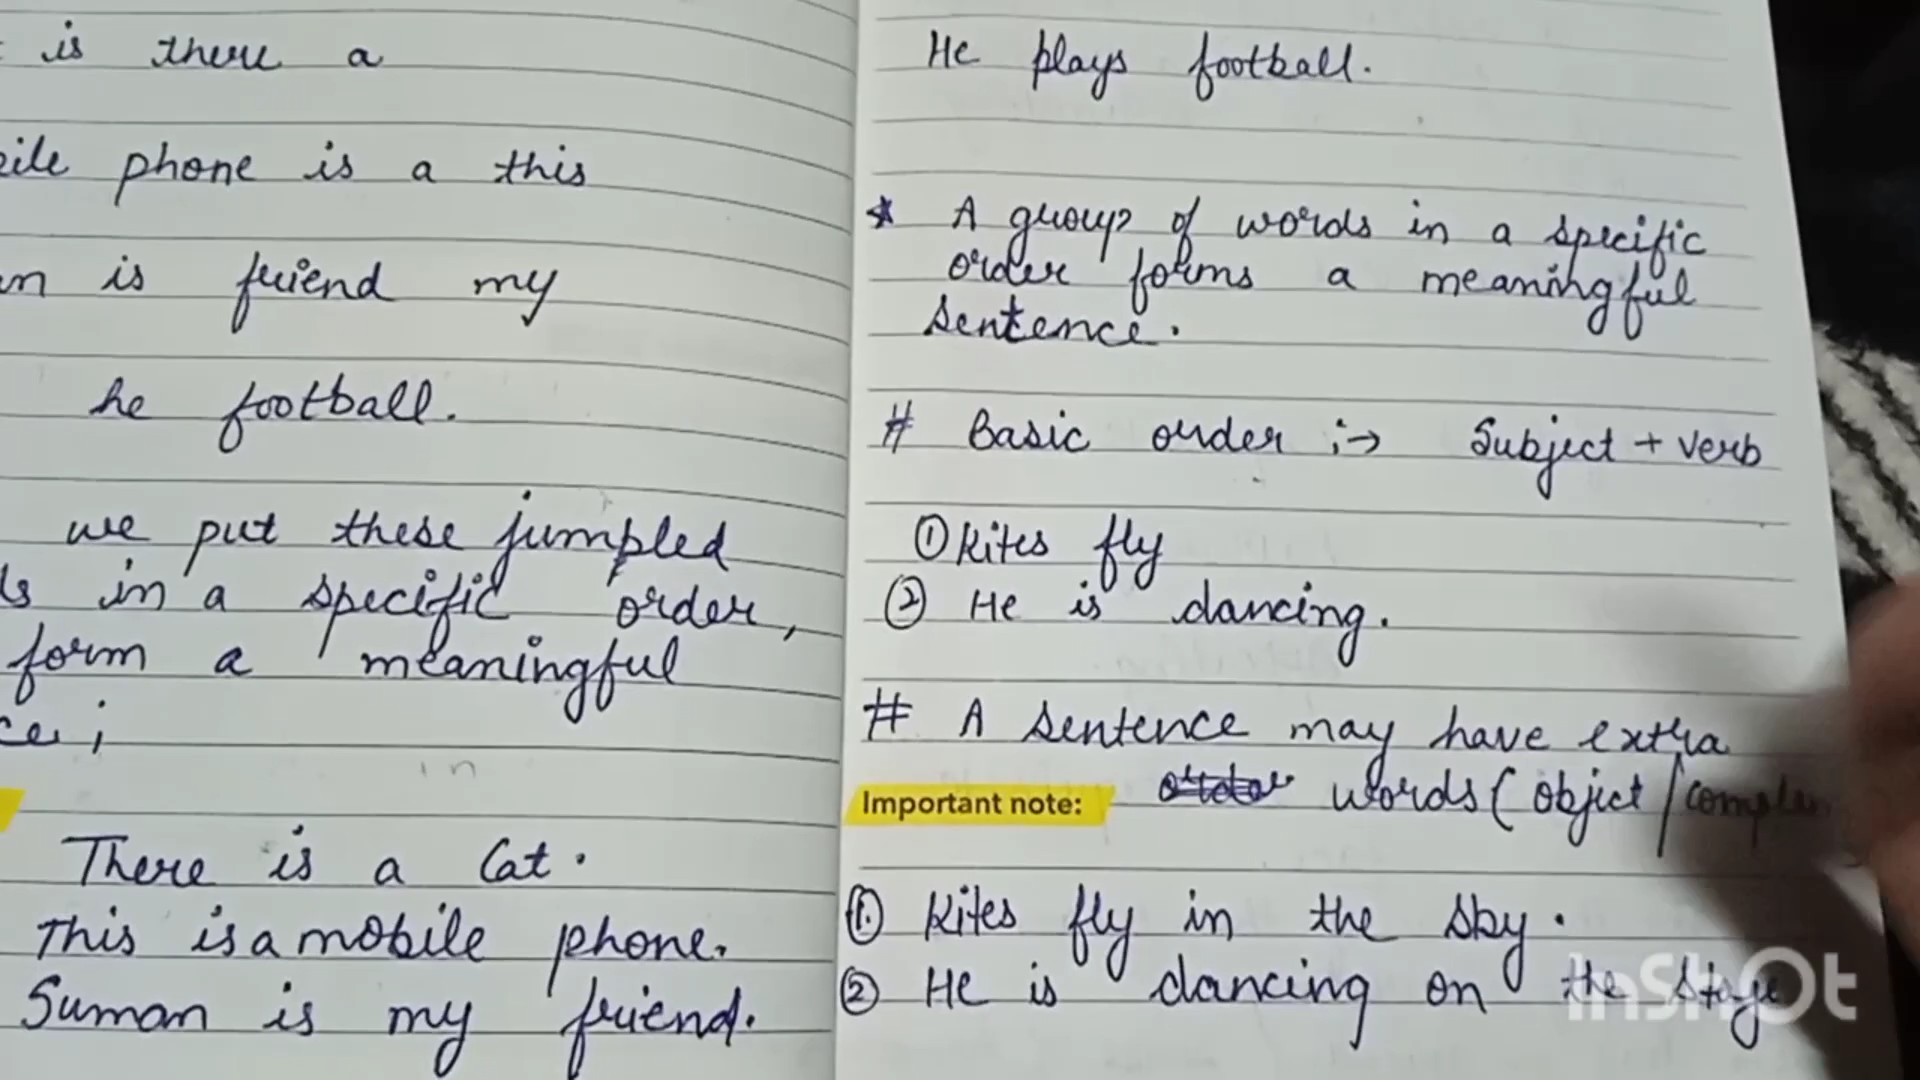 is there a
phone is a this
is friend my
he football.
we put these jumpled
in a specific order,
form a meaningful
There is a Cat.
This is a mobile phone.
Suman is my friend.
He plays football.
* A group of words in a specific
order forms a meaningful
sentence.
# Basic order :-> Subject + verb
① Kites fly
② He is dancing.
# A sentence may have extra
Important note: words ( object /
① Kites fly in the sky.
② He is dancing on the stage
InShOt